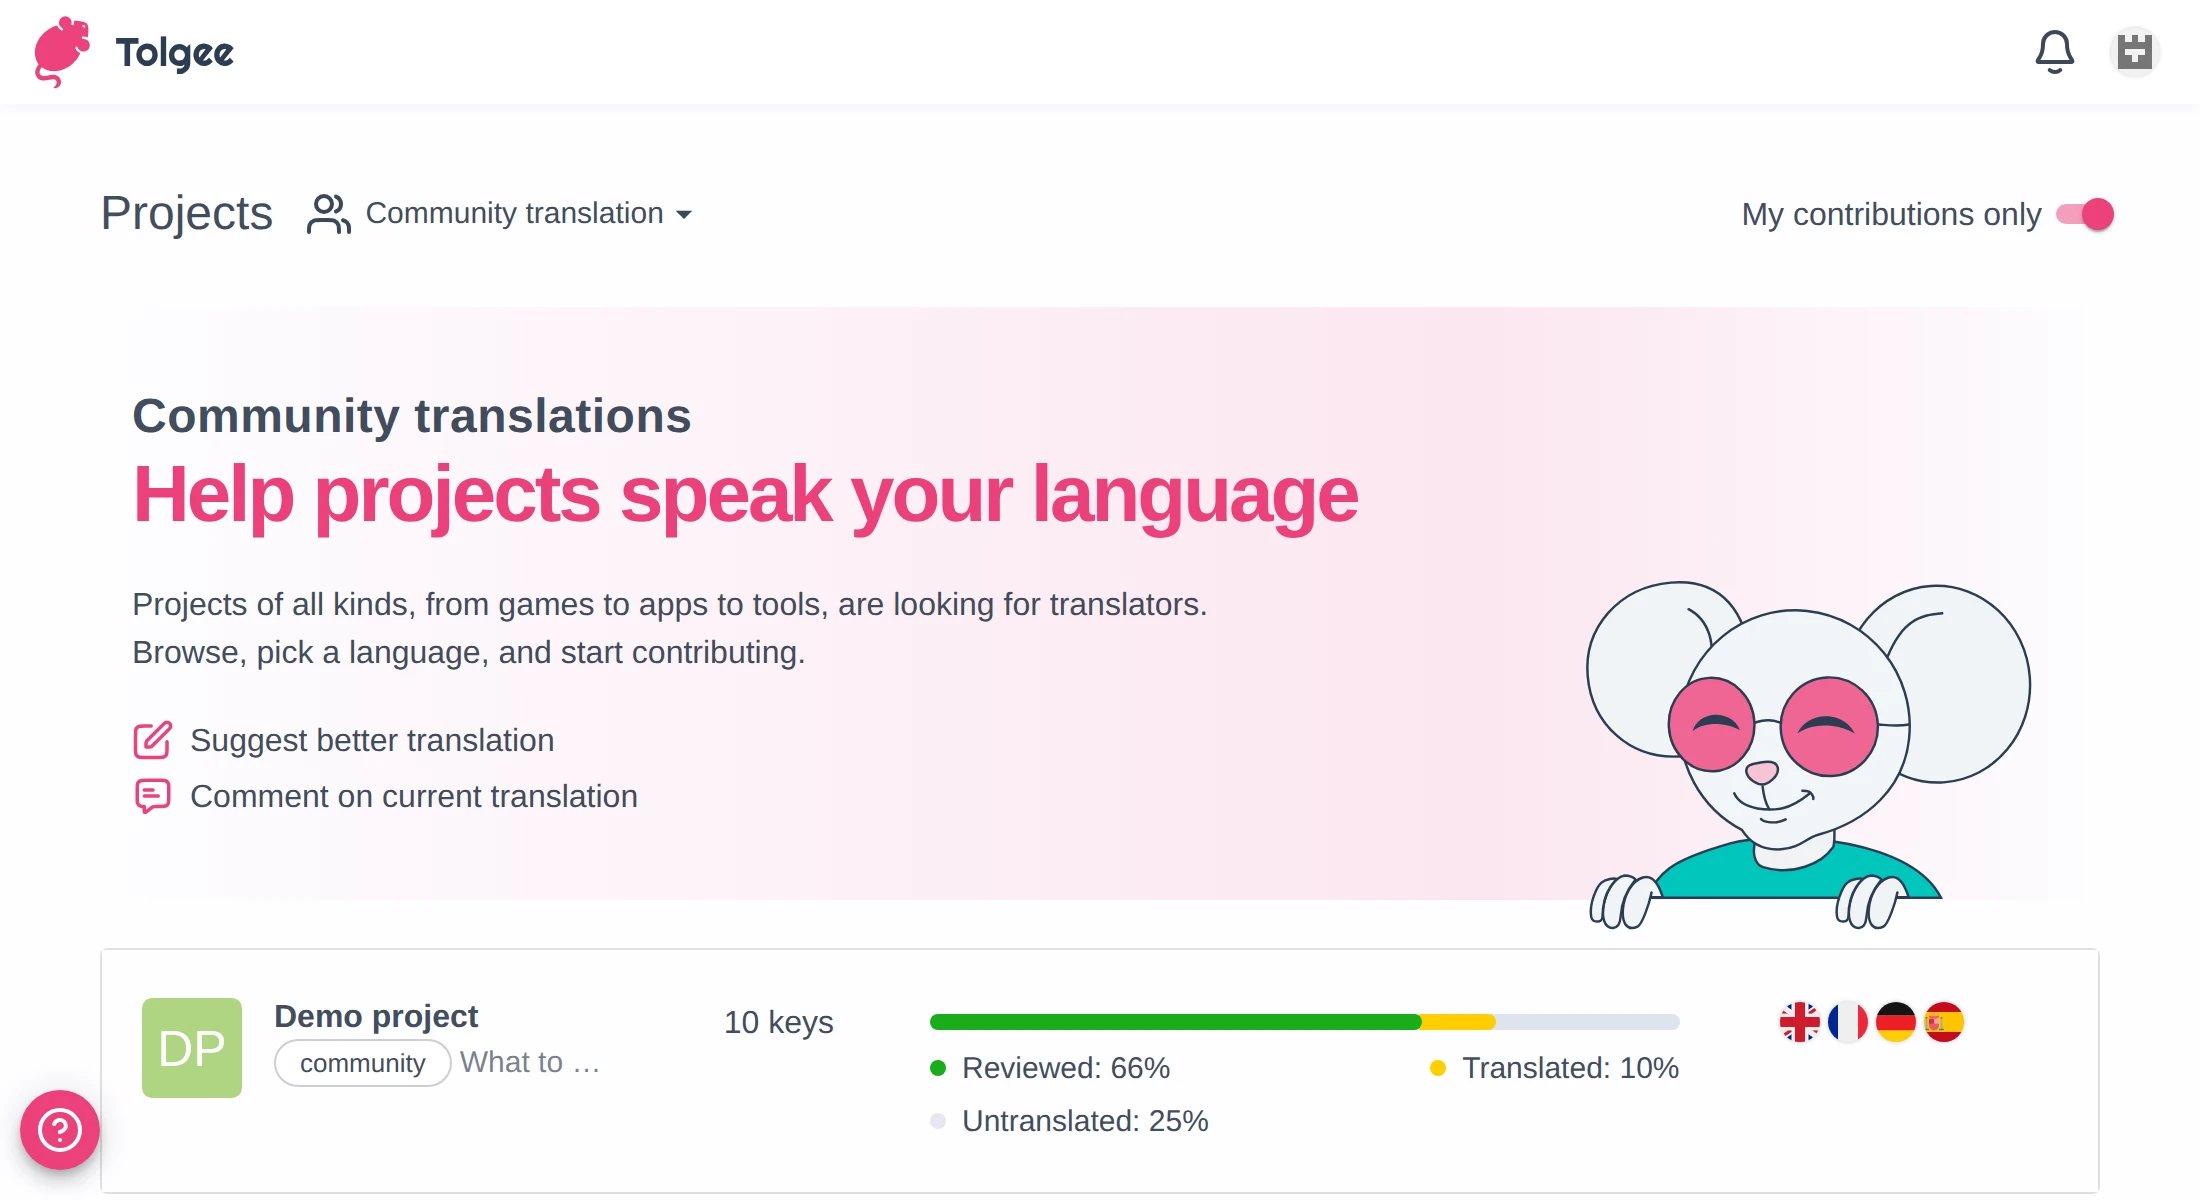 Tolgee
Projects
Community translation
My contributions only
Community translations
Help projects speak your language
Projects of all kinds, from games to apps to tools, are looking for translators.
Browse, pick a language, and start contributing.
Suggest better translation
Comment on current translation
DP
Demo project
community What to …
10 keys
Reviewed: 66%
Translated: 10%
Untranslated: 25%